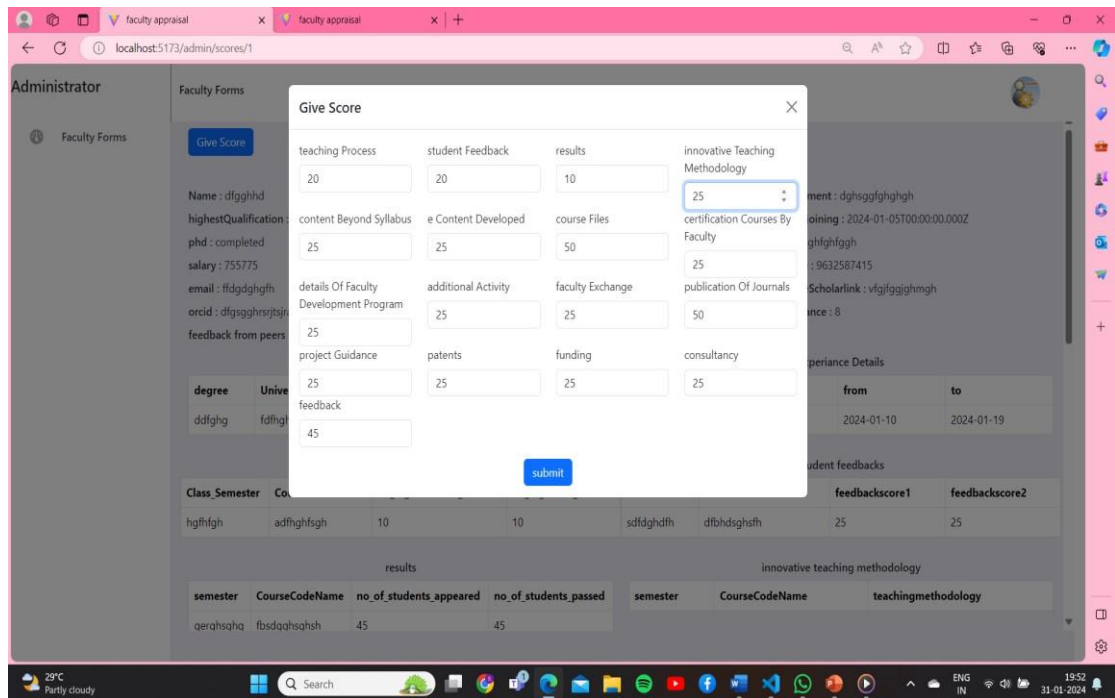 faculty appraisal
faculty appraisal
localhost:5173/admin/scores/1
Administrator
Faculty Forms
Faculty Forms
Give Score
Give Score
teaching Process
20
student Feedback
20
results
10
innovative Teaching
Methodology
25
content Beyond Syllabus
25
e Content Developed
25
course Files
50
certification Courses By
Faculty
25
details Of Faculty
Development Program
25
additional Activity
25
faculty Exchange
25
publication Of Journals
50
project Guidance
25
patents
25
funding
25
consultancy
25
feedback
45
submit
Name : dfgghhd
highestQualification :
phd : completed
salary : 755775
email : ffdgdghgfh
feedback from peers
ment : dghsggfghghgh
oining : 2024-01-05T00:00:00.000Z
ghfghfggh
: 9632587415
Scholarlink : vfgjfggjghmgh
nce : 8
periance Details
degree Unive from to
ddfghg fdfhgh 2024-01-10 2024-01-19
udent feedbacks
Class_Semester Co feedbackscore1 feedbackscore2
hgfhfgh adfhghfsgh 10 10 sdfdghdfh dfbhdsghsfh 25 25
results innovative teaching methodology
semester CourseCodeName no_of_students_appeared no_of_students_passed semester CourseCodeName teachingmethodology
45 45
29°C
Partly cloudy
Search
ENG
IN
19:52
31-01-2024